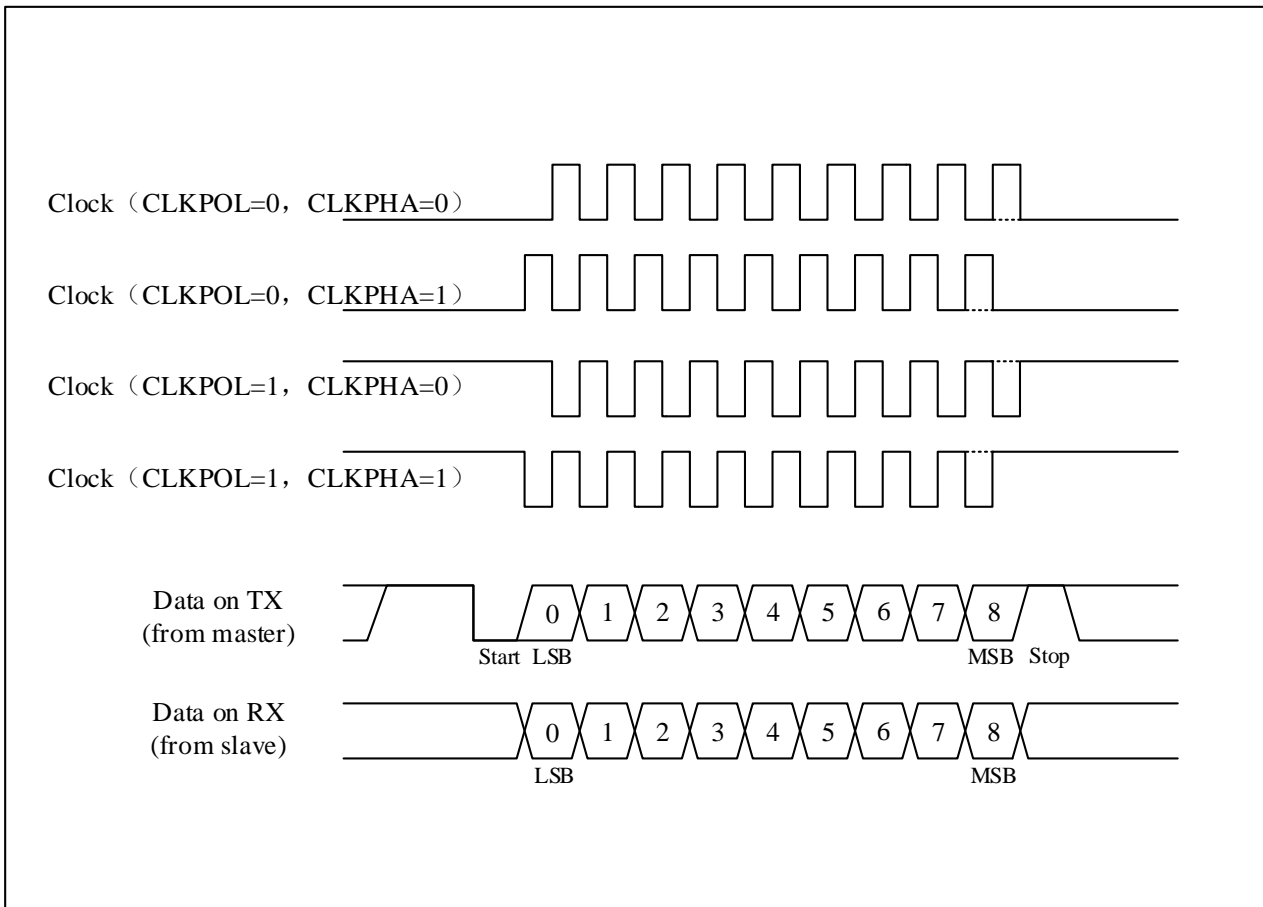 Clock（CLKPOL=0，CLKPHA=0）
Clock（CLKPOL=0，CLKPHA=1）
Clock（CLKPOL=1，CLKPHA=0）
Clock（CLKPOL=1，CLKPHA=1）
Data on TX
(from master)
0 1 2 3 4 5 6 7 8
Start LSB MSB Stop
Data on RX
(from slave)
0 1 2 3 4 5 6 7 8
LSB MSB